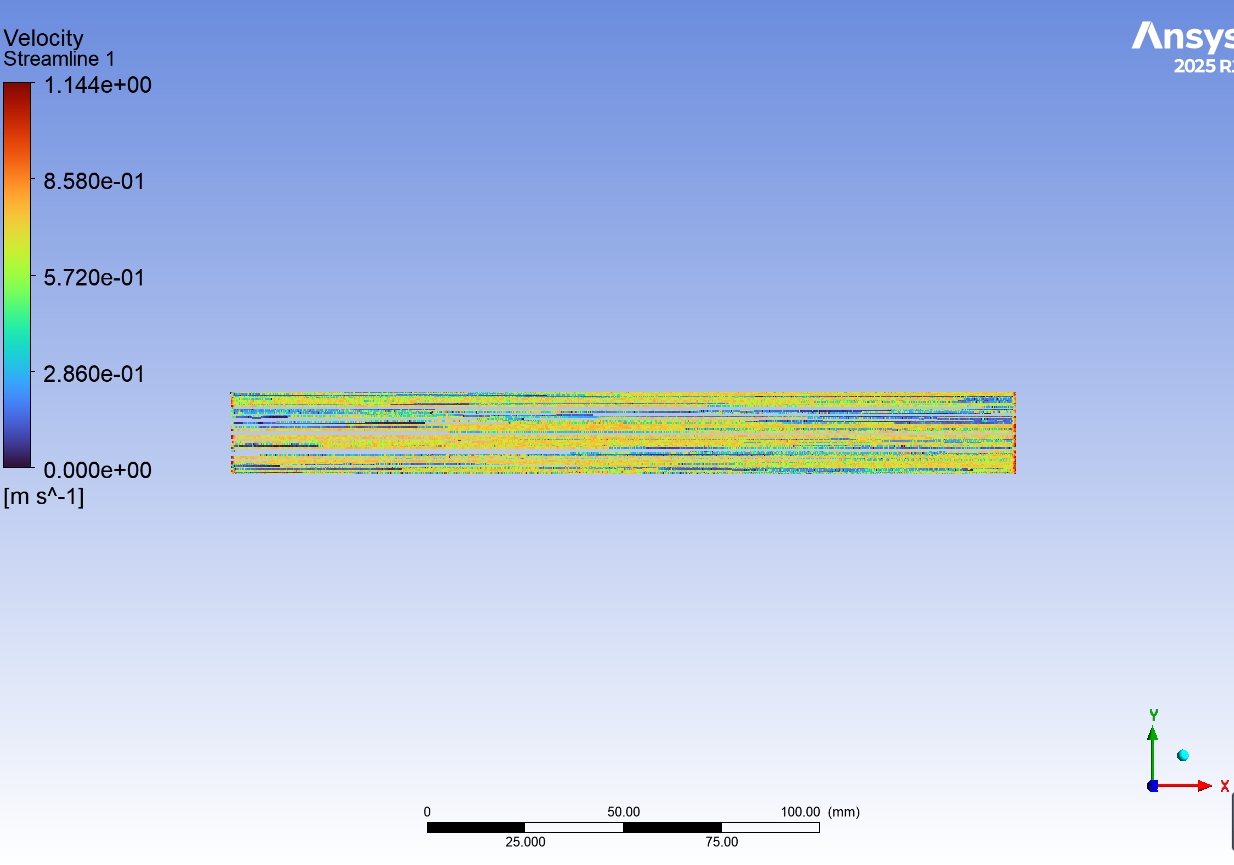 Velocity
Streamline 1
1.144e+00
8.580e-01
5.720e-01
2.860e-01
0.000e+00
[m s^-1]
Ansys
2025 R
Y
X
0 50.00 100.00 (mm)
25.000 75.00